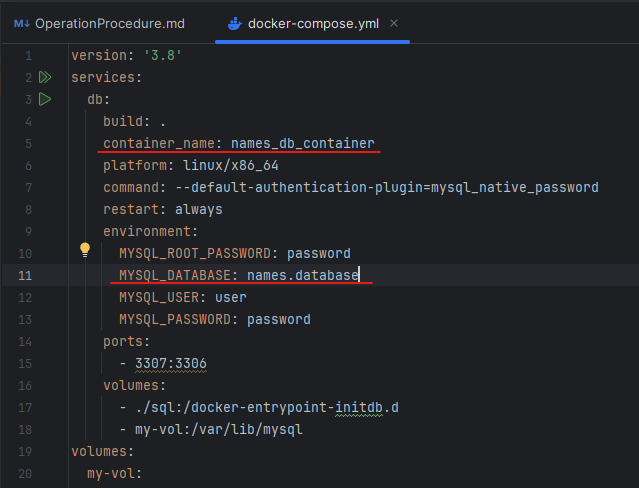 OperationProcedure.md docker-compose.yml
1 version: '3.8'
2 services:
3 db:
4 build: .
5 container_name: names_db_container
6 platform: linux/x86_64
7 command: --default-authentication-plugin=mysql_native_password
8 restart: always
9 environment:
10 MYSQL_ROOT_PASSWORD: password
11 MYSQL_DATABASE: names.database
12 MYSQL_USER: user
13 MYSQL_PASSWORD: password
14 ports:
15 - 3307:3306
16 volumes:
17 - ./sql:/docker-entrypoint-initdb.d
18 - my-vol:/var/lib/mysql
19 volumes:
20 my-vol: